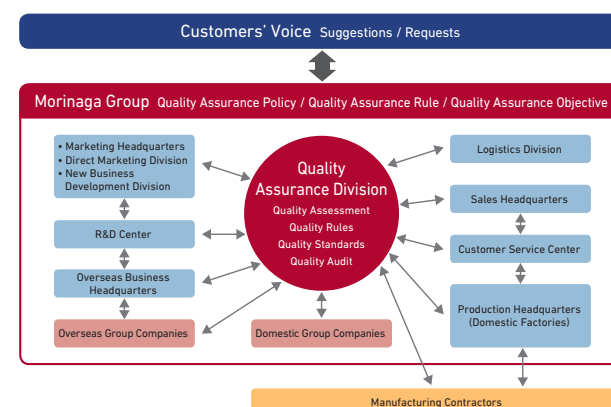 Customers' Voice Suggestions / Requests
Morinaga Group Quality Assurance Policy / Quality Assurance Rule / Quality Assurance Objective
• Marketing Headquarters
• Direct Marketing Division
• New Business
Development Division
R&D Center
Overseas Business
Headquarters
Overseas Group Companies
Quality
Assurance Division
Quality Assessment
Quality Rules
Quality Standards
Quality Audit
Domestic Group Companies
Logistics Division
Sales Headquarters
Customer Service Center
Production Headquarters
(Domestic Factories)
Manufacturing Contractors